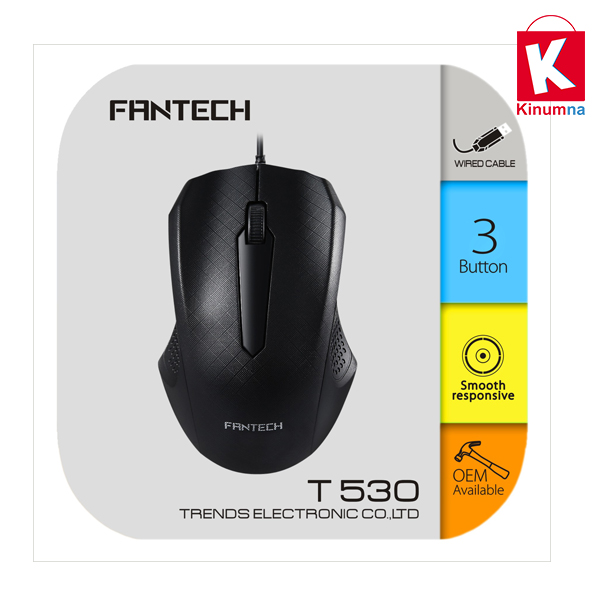 K
Kinumna
FANTECH
WIRED CABLE
3
Button
Smooth
responsive
FANTECH
OEM
Available
T 530
TRENDS ELECTRONIC CO.,LTD